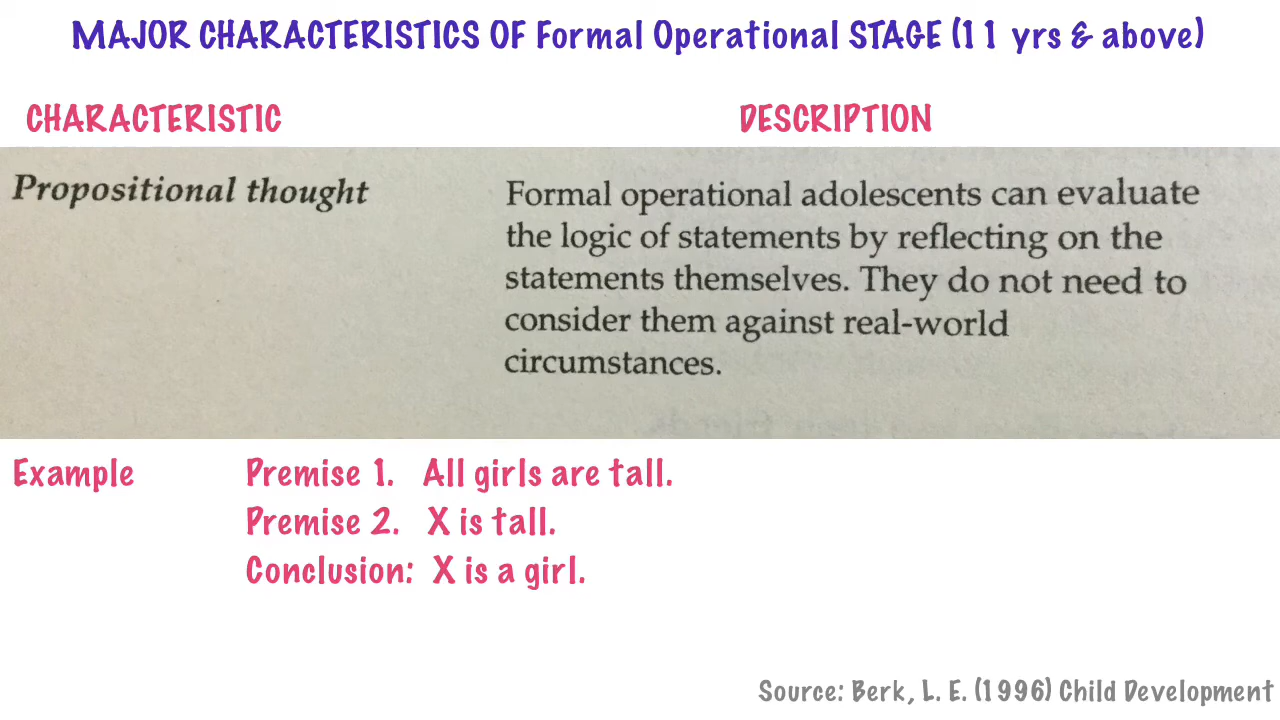 MAJOR CHARACTERISTICS OF Formal Operational STAGE (11 yrs & above)
CHARACTERISTIC DESCRIPTION
Propositional thought
Formal operational adolescents can evaluate
the logic of statements by reflecting on the
statements themselves. They do not need to
consider them against real-world
circumstances.
Example Premise 1. All girls are tall.
Premise 2. X is tall.
Conclusion: X is a girl.
Source: Berk, L. E. (1996) Child Development